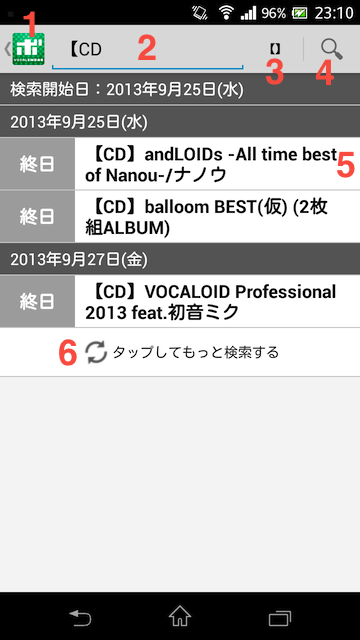 96% 23:10
1
ボ
【CD
2
【】
3
4
検索開始日：2013年9月25日(水)
2013年9月25日(水)
終日
【CD】andLOIDs -All time best
of Nanou-/ナノウ
5
終日
【CD】balloom BEST(仮) (2枚
組ALBUM)
2013年9月27日(金)
終日
【CD】VOCALOID Professional
2013 feat.初音ミク
6
タップしてもっと検索する